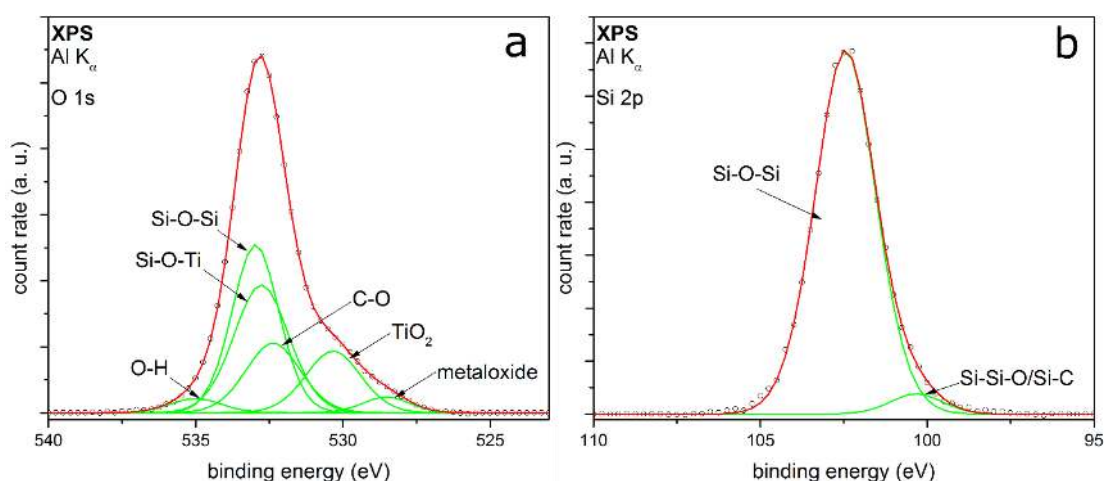 XPS
Al Kα
O 1s
a
Si-O-Si
Si-O-Ti
C-O
TiO2
O-H
metaloxide
count rate (a. u.)
540 535 530 525
binding energy (eV)
XPS
Al Kα
Si 2p
b
Si-O-Si
Si-Si-O/Si-C
count rate (a. u.)
110 105 100 95
binding energy (eV)